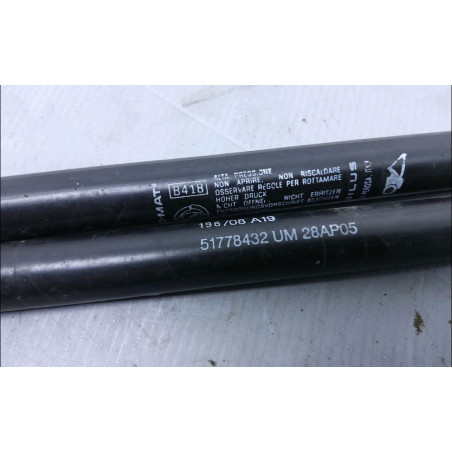 B418
ALTA PRESSIONE
NON APRIRE, NON RISCALDARE
OSSERVARE REGOLE PER ROTTAMARE
HOHER DRUCK
NICHT ÖFFNE. NICHT ERHITZEN
198/08 A19
51778432 UM 28AP05